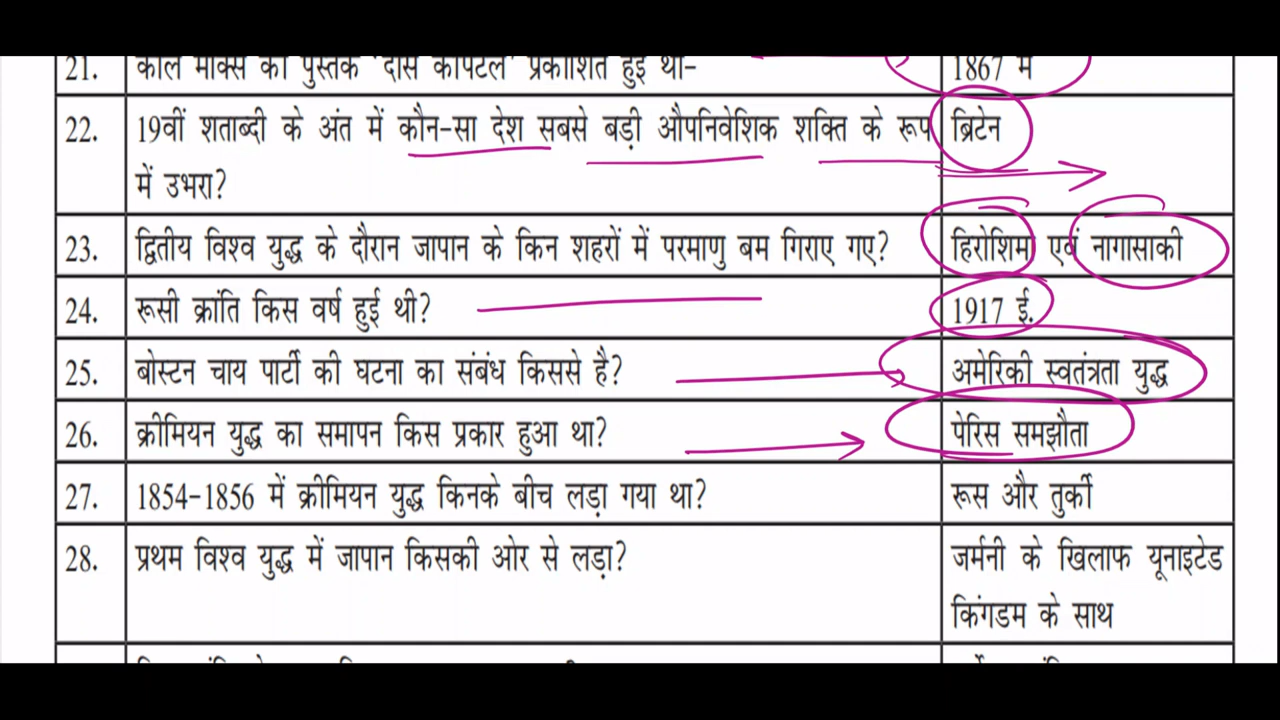 21. कार्ल मार्क्स की पुस्तक 'दास कैपिटल' प्रकाशित हुई थी- 1867 में
22. 19वीं शताब्दी के अंत में कौन-सा देश सबसे बड़ी औपनिवेशिक शक्ति के रूप ब्रिटेन
में उभरा?
23. द्वितीय विश्व युद्ध के दौरान जापान के किन शहरों में परमाणु बम गिराए गए? हिरोशिमा एवं नागासाकी
24. रूसी क्रांति किस वर्ष हुई थी? 1917 ई.
25. बोस्टन चाय पार्टी की घटना का संबंध किससे है? अमेरिकी स्वतंत्रता युद्ध
26. क्रीमियन युद्ध का समापन किस प्रकार हुआ था? पेरिस समझौता
27. 1854-1856 में क्रीमियन युद्ध किनके बीच लड़ा गया था? रूस और तुर्की
28. प्रथम विश्व युद्ध में जापान किसकी ओर से लड़ा? जर्मनी के खिलाफ यूनाइटेड
किंगडम के साथ